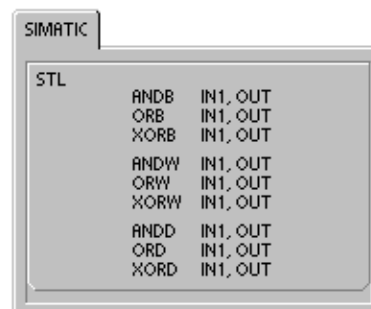 SIMATIC
STL
ANDB IN1, OUT
ORB IN1, OUT
XORB IN1, OUT
ANDW IN1, OUT
ORW IN1, OUT
XORW IN1, OUT
ANDD IN1, OUT
ORD IN1, OUT
XORD IN1, OUT